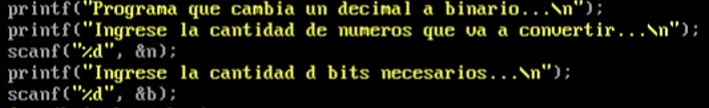 printf("Programa que cambia un decimal a binario...\n");
printf("Ingrese la cantidad de numeros que va a convertir...\n");
scanf("%d", &n);
printf("Ingrese la cantidad d bits necesarios...\n");
scanf("%d", &b);